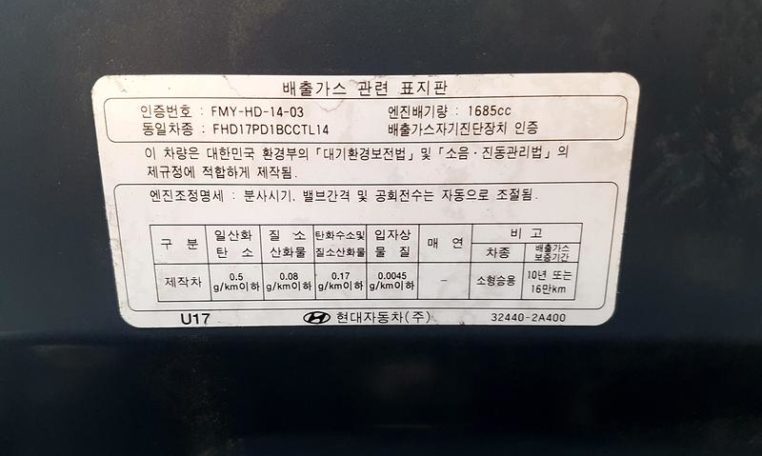 배출가스 관련 표지판
인증번호 : FMY-HD-14-03 엔진배기량 : 1685cc
동일차종 : FHD17PD1BCCTL14 배출가스자기진단장치 인증
이 차량은 대한민국 환경부의 「대기환경보전법」 및 「소음·진동관리법」의
제규정에 적합하게 제작됨.
엔진조정명세 : 분사시기, 밸브간격 및 공회전수는 자동으로 조절됨.
구 분 일산화 탄 소 질 소 산화물 탄화수소및 질소산화물 입자상 물 질 매 연 비 고
차종 배출가스 보증기간
제작차 0.5 g/km이하 0.08 g/km이하 0.17 g/km이하 0.0045 g/km이하 - 소형승용 10년 또는 16만km
U17 현대자동차(주) 32440-2A400